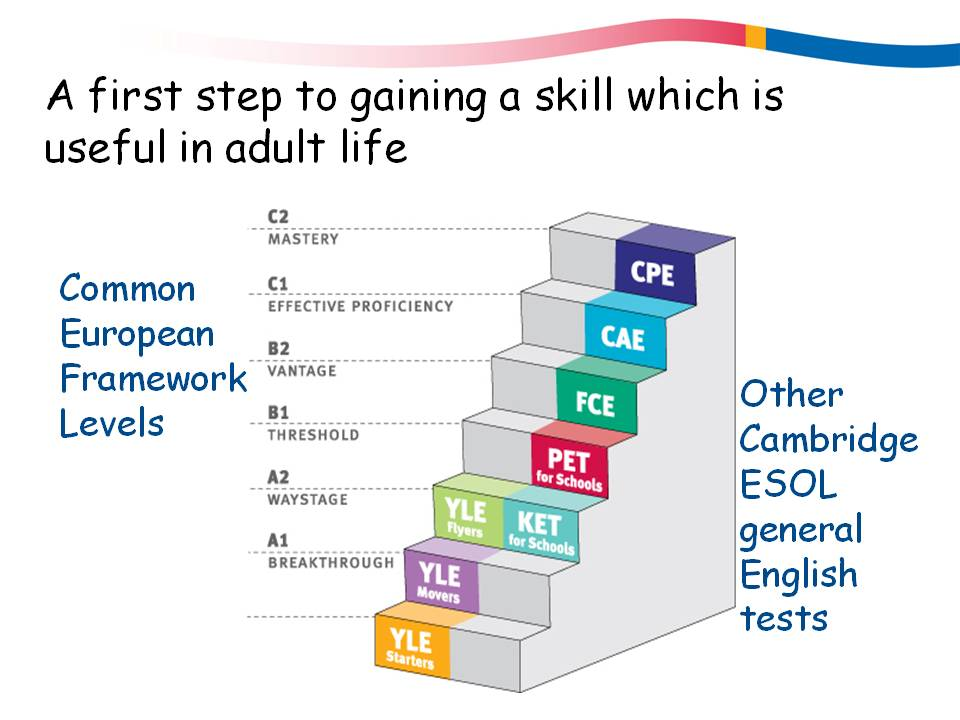 A first step to gaining a skill which is
useful in adult life
Common
European
Framework
Levels
C2
MASTERY
C1
EFFECTIVE PROFICIENCY
B2
VANTAGE
B1
THRESHOLD
A2
WAYSTAGE
A1
BREAKTHROUGH
CPE
CAE
FCE
PET
for Schools
YLE
Flyers
KET
for Schools
YLE
Movers
YLE
Starters
Other
Cambridge
ESOL
general
English
tests